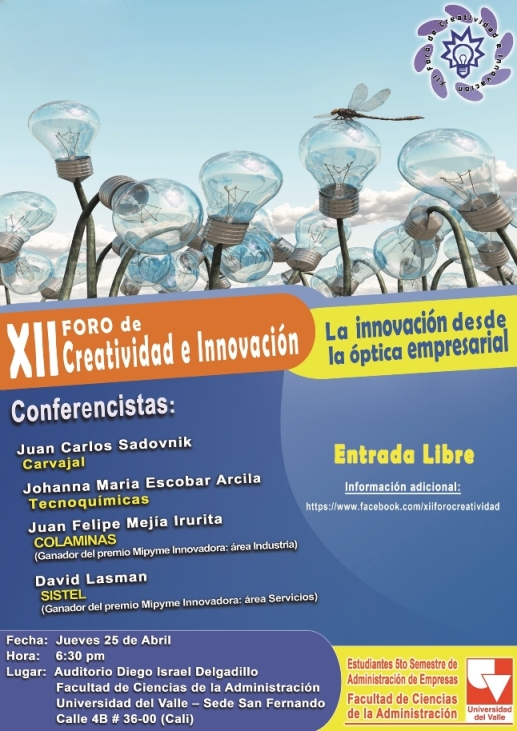 XII Foro de Creatividad e innovación
XII FORO de
Creatividad e Innovación
La innovación desde
la óptica empresarial
Conferencistas:
Juan Carlos Sadovnik
Carvajal
Johanna Maria Escobar Arcila
Tecnoquímicas
Juan Felipe Mejía Irurita
COLAMINAS
(Ganador del premio Mipyme Innovadora: área Industria)
David Lasman
SISTEL
(Ganador del premio Mipyme Innovadora: área Servicios)
Entrada Libre
Información adicional:
https://www.facebook.com/xiiforocreatividad
Fecha: Jueves 25 de Abril
Hora: 6:30 pm
Lugar: Auditorio Diego Israel Delgadillo
Facultad de Ciencias de la Administración
Universidad del Valle – Sede San Fernando
Calle 4B # 36-00 (Cali)
Estudiantes 5to Semestre de
Administración de Empresas
Facultad de Ciencias
de la Administración
Universidad
del Valle